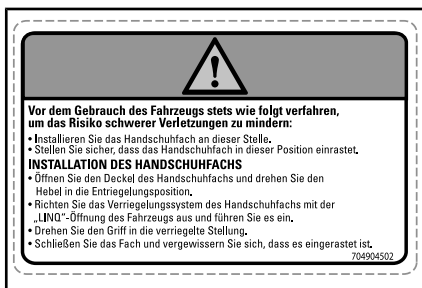 Vor dem Gebrauch des Fahrzeugs stets wie folgt verfahren,
um das Risiko schwerer Verletzungen zu mindern:
• Installieren Sie das Handschuhfach an dieser Stelle.
• Stellen Sie sicher, dass das Handschuhfach in dieser Position einrastet.
INSTALLATION DES HANDSCHUHFACHS
• Öffnen Sie den Deckel des Handschuhfachs und drehen Sie den
Hebel in die Entriegelungsposition.
• Richten Sie das Verriegelungssystem des Handschuhfachs mit der
„LINQ“-Öffnung des Fahrzeugs aus und führen Sie es ein.
• Drehen Sie den Griff in die verriegelte Stellung.
• Schließen Sie das Fach und vergewissern Sie sich, dass es eingerastet ist.
704904502